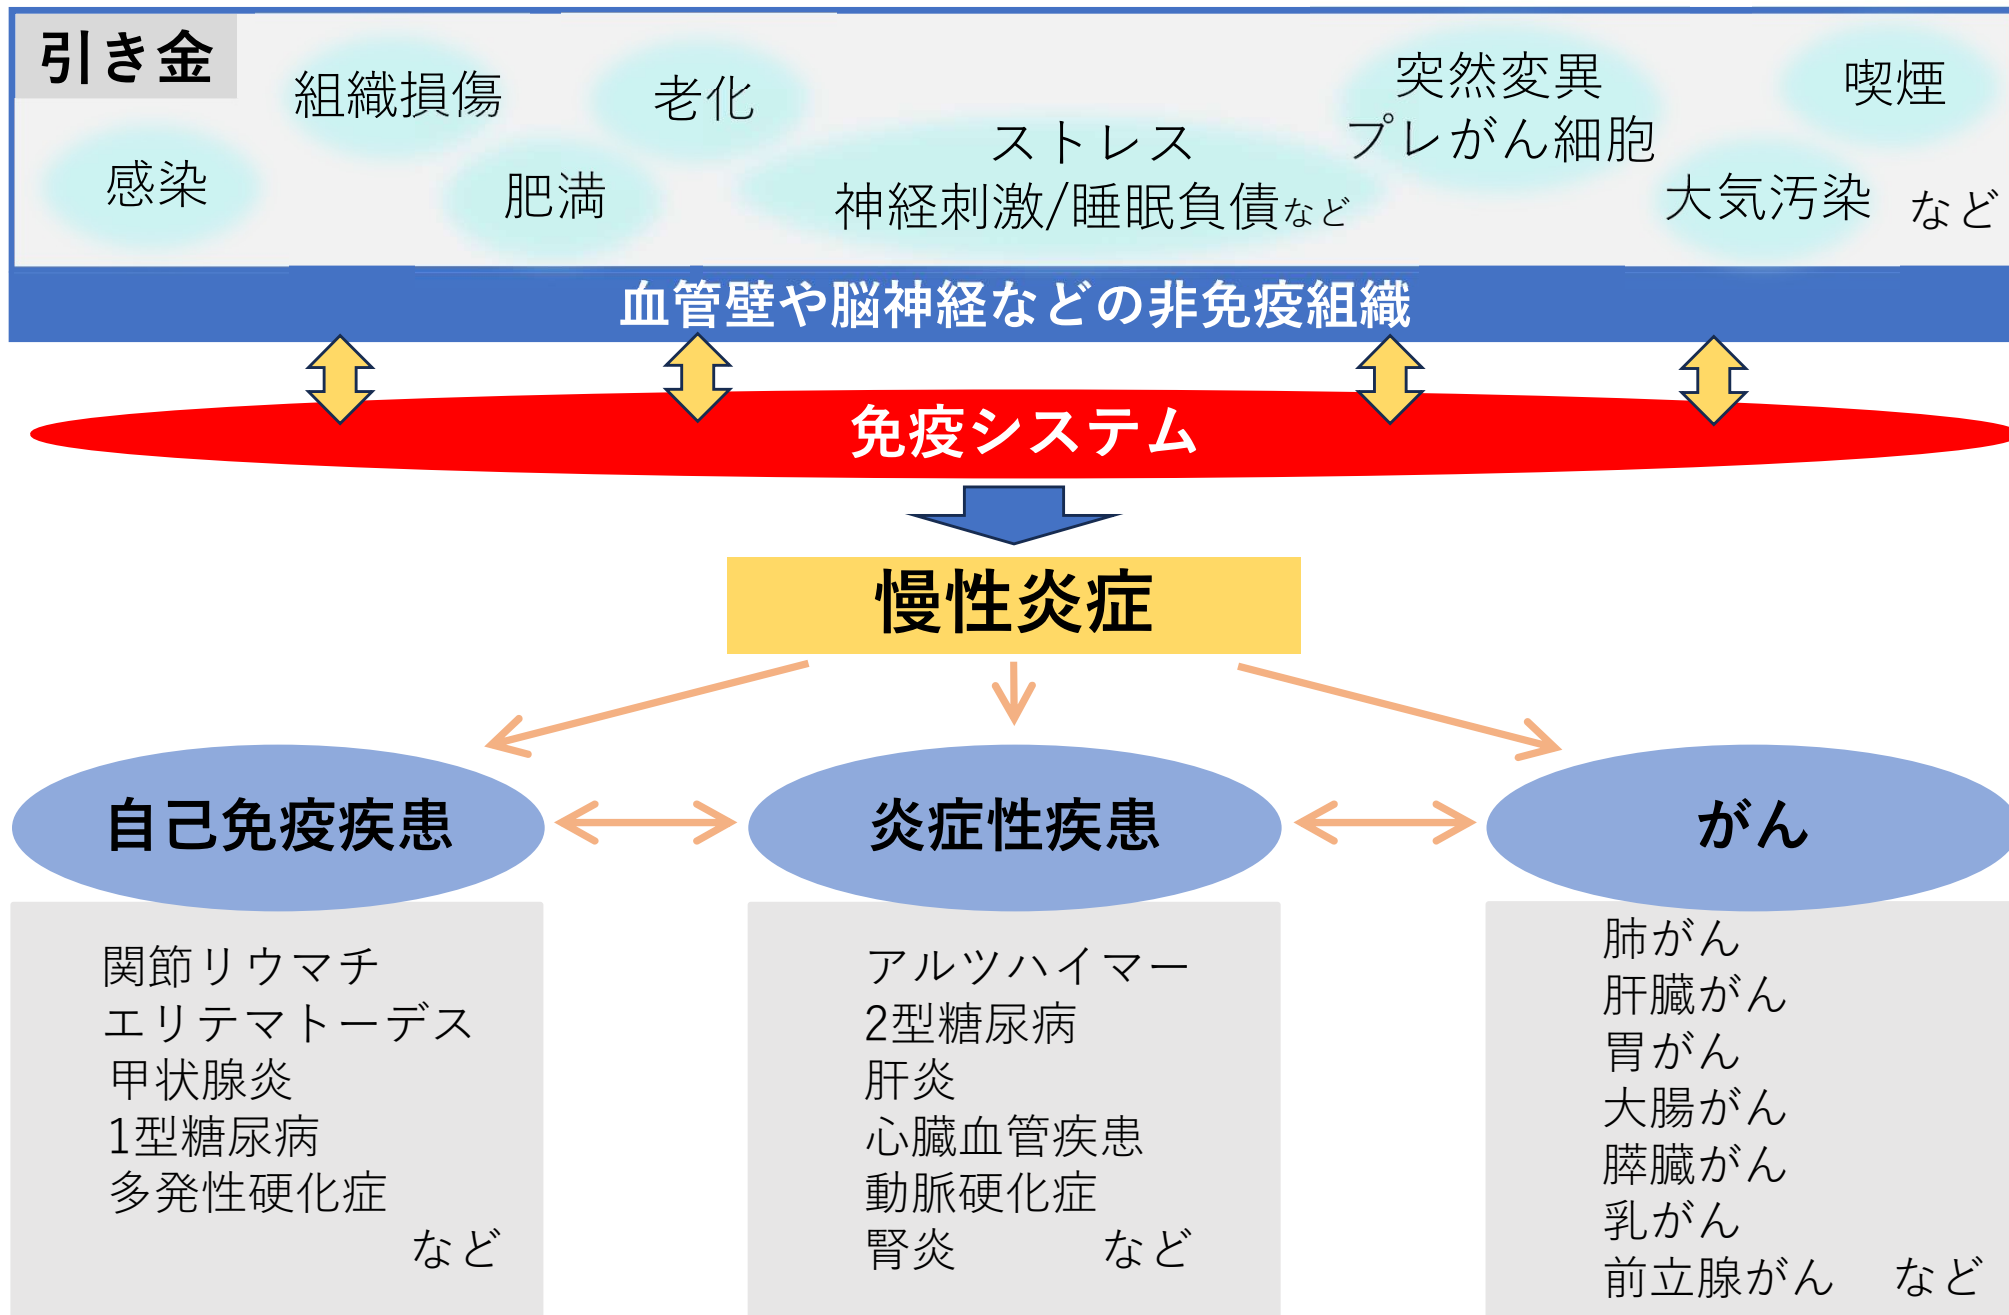 引き金
組織損傷
老化
突然変異
プレがん細胞
喫煙
感染
肥満
ストレス
神経刺激/睡眠負債など
大気汚染
など
血管壁や脳神経などの非免疫組織
免疫システム
慢性炎症
自己免疫疾患
炎症性疾患
がん
関節リウマチ
エリテマトーデス
甲状腺炎
1型糖尿病
多発性硬化症
など
アルツハイマー
2型糖尿病
肝炎
心臓血管疾患
動脈硬化症
腎炎 など
肺がん
肝臓がん
胃がん
大腸がん
膵臓がん
乳がん
前立腺がん など